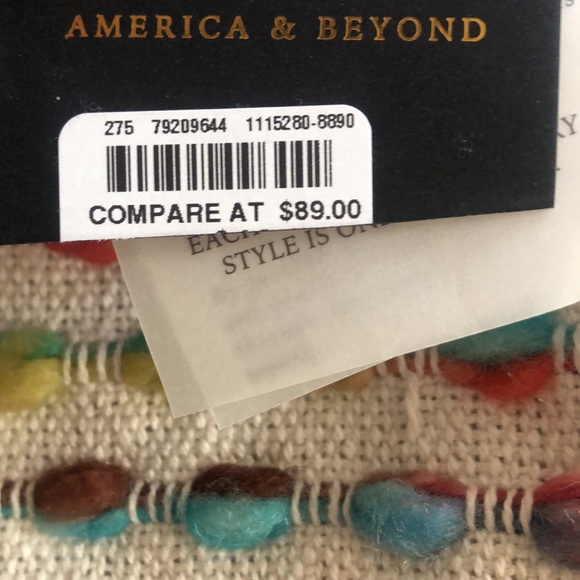 AMERICA & BEYOND
275 79209644 1115280-8890
COMPARE AT $89.00
STYLE IS